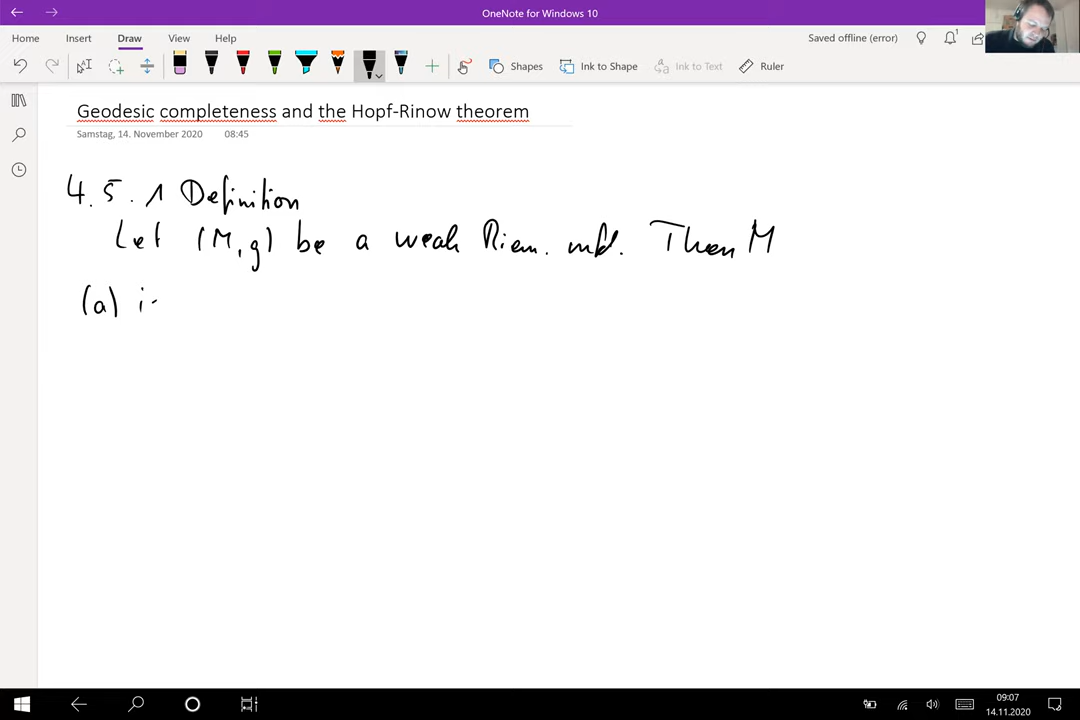 OneNote for Windows 10
Home Insert Draw View Help
Saved offline (error)
Shapes Ink to Shape Ink to Text Ruler
Geodesic completeness and the Hopf-Rinow theorem
Samstag, 14. November 2020 08:45
4.5.1 Definition
Let (M,g) be a weak Riem. mfd. Then M
(a)
09:07
14.11.2020